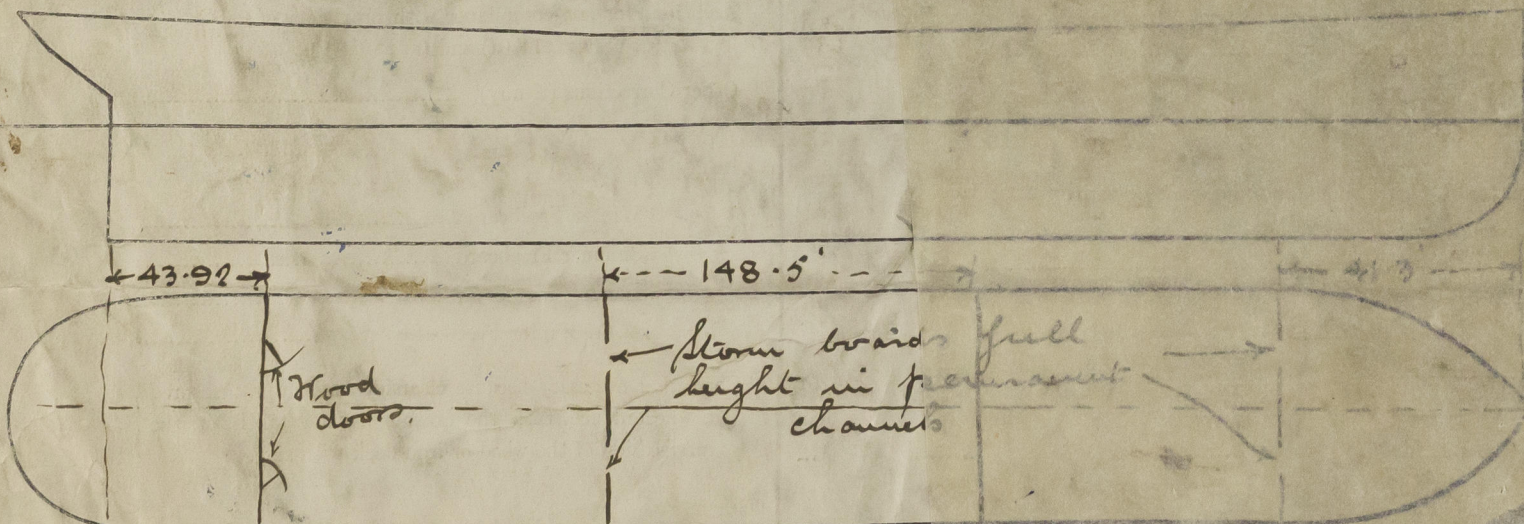 43.92
148.5'
41.3
Storm boards full
height in permanent
channels
Wood
doors.